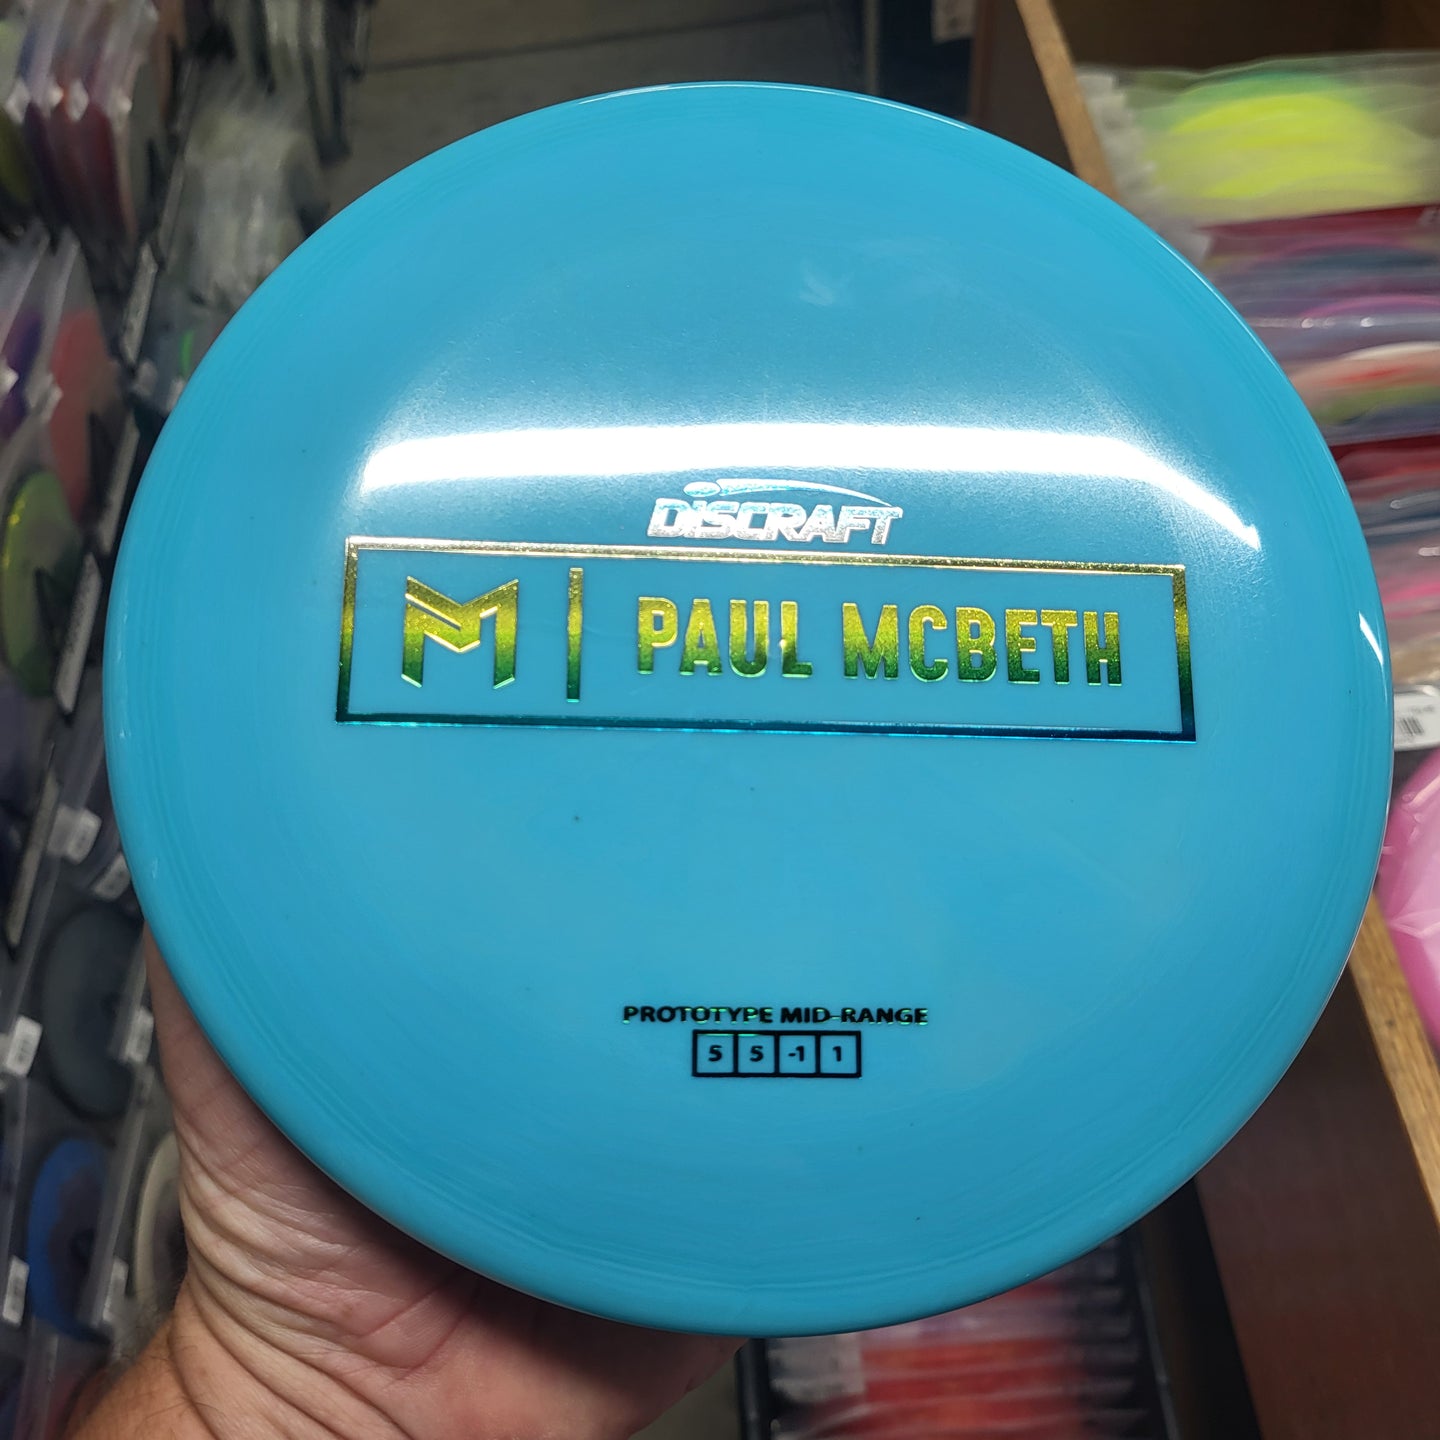 DISCRAFT
M | PAUL MCBETH
PROTOTYPE MID-RANGE
5 5 -1 1